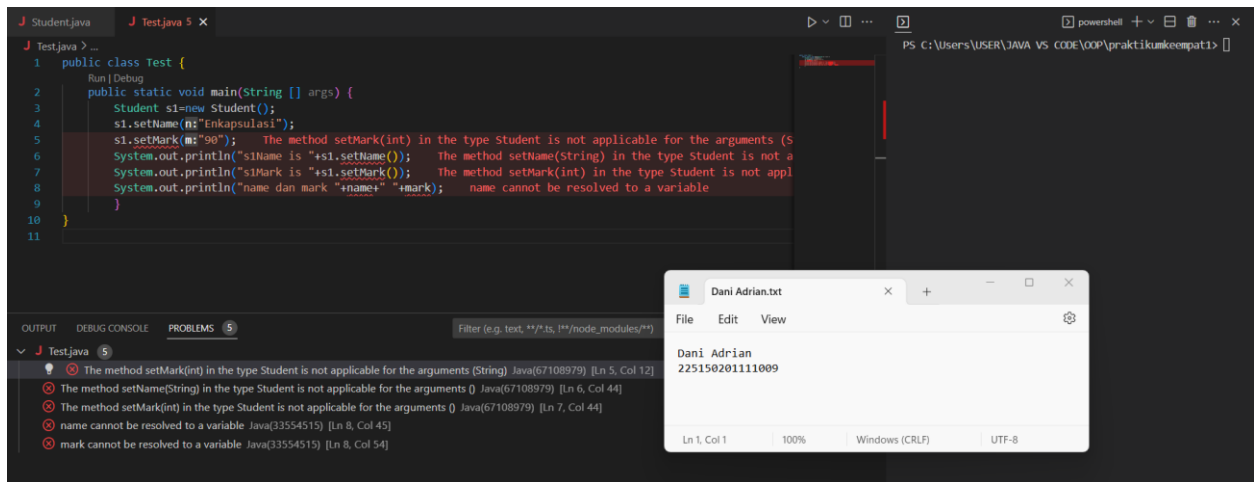 Student.java
Test.java 5
powershell
Test.java > ...
PS C:\Users\USER\JAVA VS CODE\OOP\praktikumkeempat1>
1 public class Test {
Run | Debug
2 public static void main(String [] args) {
3 Student s1=new Student();
4 s1.setName(n:"Enkapsulasi");
5 s1.setMark(m:"90"); The method setMark(int) in the type Student is not applicable for the arguments (S
6 System.out.println("s1Name is "+s1.setName()); The method setName(String) in the type Student is not a
7 System.out.println("s1Mark is "+s1.setMark()); The method setMark(int) in the type Student is not appl
8 System.out.println("name dan mark "+name+" "+mark); name cannot be resolved to a variable
9 }
10 }
11
OUTPUT DEBUG CONSOLE PROBLEMS 5 Filter (e.g. text, **/*.ts, !**/node_modules/**)
Test.java 5
The method setMark(int) in the type Student is not applicable for the arguments (String) Java(67108979) [Ln 5, Col 12]
The method setName(String) in the type Student is not applicable for the arguments () Java(67108979) [Ln 6, Col 44]
The method setMark(int) in the type Student is not applicable for the arguments () Java(67108979) [Ln 7, Col 44]
name cannot be resolved to a variable Java(33554515) [Ln 8, Col 45]
mark cannot be resolved to a variable Java(33554515) [Ln 8, Col 54]
Dani Adrian.txt
File Edit View
Dani Adrian
225150201111009
Ln 1, Col 1 100% Windows (CRLF) UTF-8